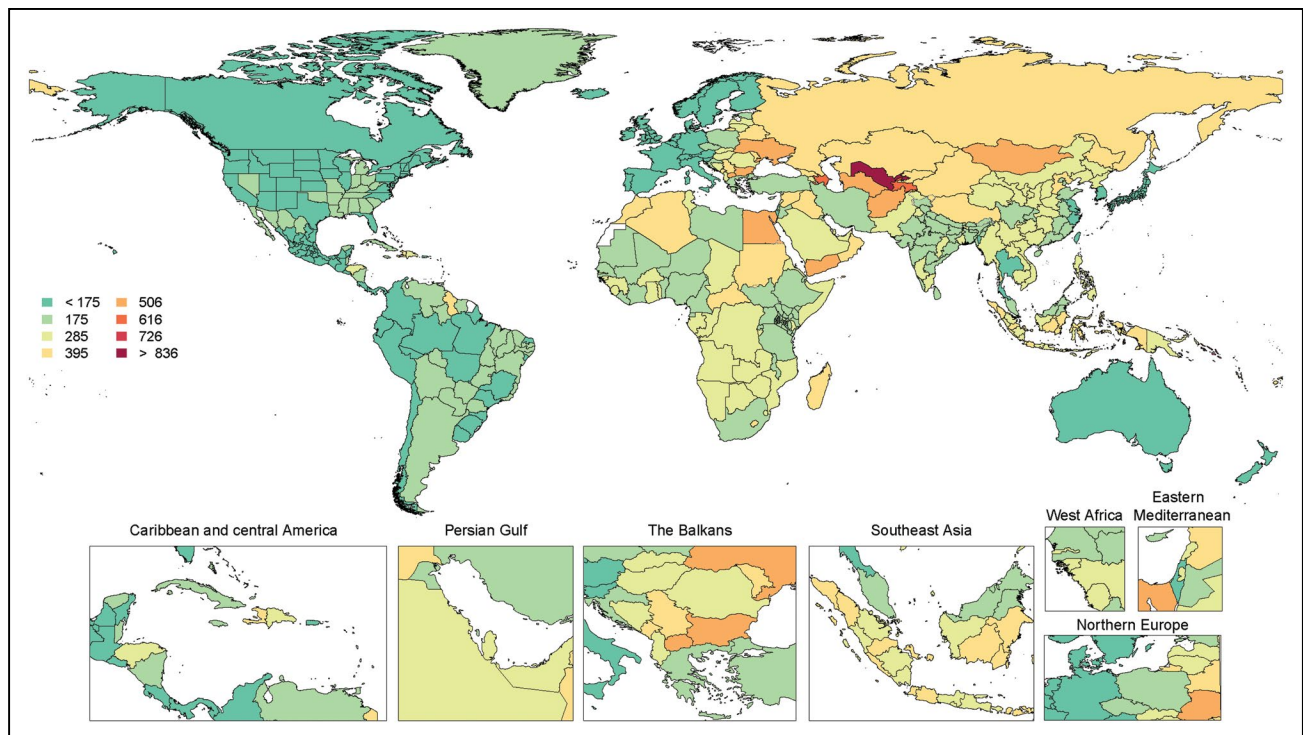 < 175
175
285
395
506
616
726
> 836
Caribbean and central America
Persian Gulf
The Balkans
Southeast Asia
West Africa
Eastern
Mediterranean
Northern Europe